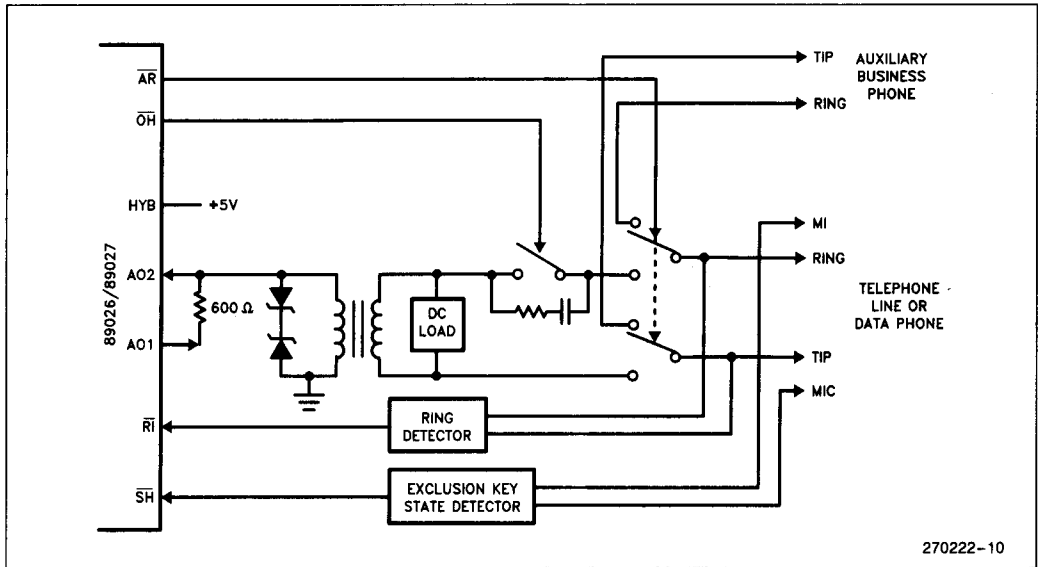 AR
OH
HYB
+5V
AO2
600 Ω
AO1
89026/89027
RI
SH
DC
LOAD
RING
DETECTOR
EXCLUSION KEY
STATE DETECTOR
TIP
AUXILIARY
BUSINESS
PHONE
RING
MI
RING
TELEPHONE
LINE OR
DATA PHONE
TIP
MIC
270222-10